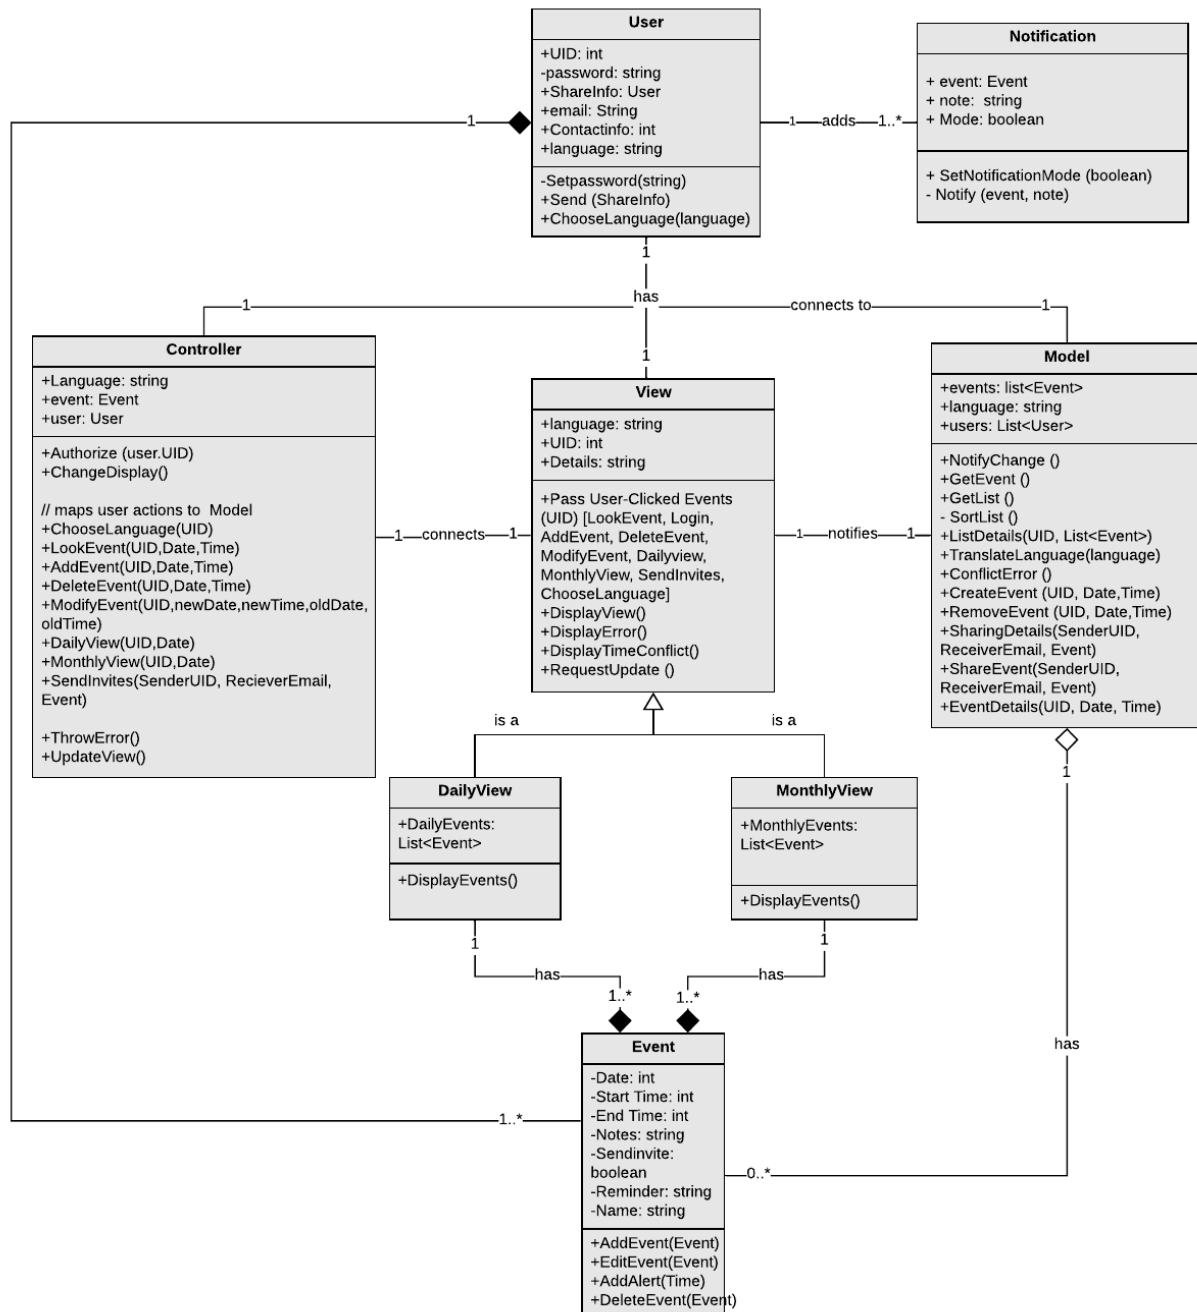 User
+UID: int
-password: string
+ShareInfo: User
+email: String
+Contactinfo: int
+language: string
-Setpassword(string)
+Send (ShareInfo)
+ChooseLanguage(language)
Notification
+ event: Event
+ note: string
+ Mode: boolean
+ SetNotificationMode (boolean)
- Notify (event, note)
1
1
adds
1..*
1
has
1
connects to
1
1
Controller
+Language: string
+event: Event
+user: User
+Authorize (user.UID)
+ChangeDisplay()
// maps user actions to Model
+ChooseLanguage(UID)
+LookEvent(UID,Date,Time)
+AddEvent(UID,Date,Time)
+DeleteEvent(UID,Date,Time)
+ModifyEvent(UID,newDate,newTime,oldDate,
oldTime)
+DailyView(UID,Date)
+MonthlyView(UID,Date)
+SendInvites(SenderUID, RecieverEmail,
Event)
+ThrowError()
+UpdateView()
1
connects
1
View
+language: string
+UID: int
+Details: string
+Pass User-Clicked Events
(UID) [LookEvent, Login,
AddEvent, DeleteEvent,
ModifyEvent, Dailyview,
MonthlyView, SendInvites,
ChooseLanguage]
+DisplayView()
+DisplayError()
+DisplayTimeConflict()
+RequestUpdate ()
1
notifies
1
Model
+events: list<Event>
+language: string
+users: List<User>
+NotifyChange ()
+GetEvent ()
+GetList ()
- SortList ()
+ListDetails(UID, List<Event>)
+TranslateLanguage(language)
+ConflictError ()
+CreateEvent (UID, Date,Time)
+RemoveEvent (UID, Date,Time)
+SharingDetails(SenderUID,
ReceiverEmail, Event)
+ShareEvent(SenderUID,
ReceiverEmail, Event)
+EventDetails(UID, Date, Time)
is a
is a
DailyView
+DailyEvents:
List<Event>
+DisplayEvents()
MonthlyView
+MonthlyEvents:
List<Event>
+DisplayEvents()
1
1
1
has
has
1..*
1..*
has
Event
-Date: int
-Start Time: int
-End Time: int
-Notes: string
-Sendinvite:
boolean
-Reminder: string
-Name: string
+AddEvent(Event)
+EditEvent(Event)
+AddAlert(Time)
+DeleteEvent(Event)
1..*
0..*